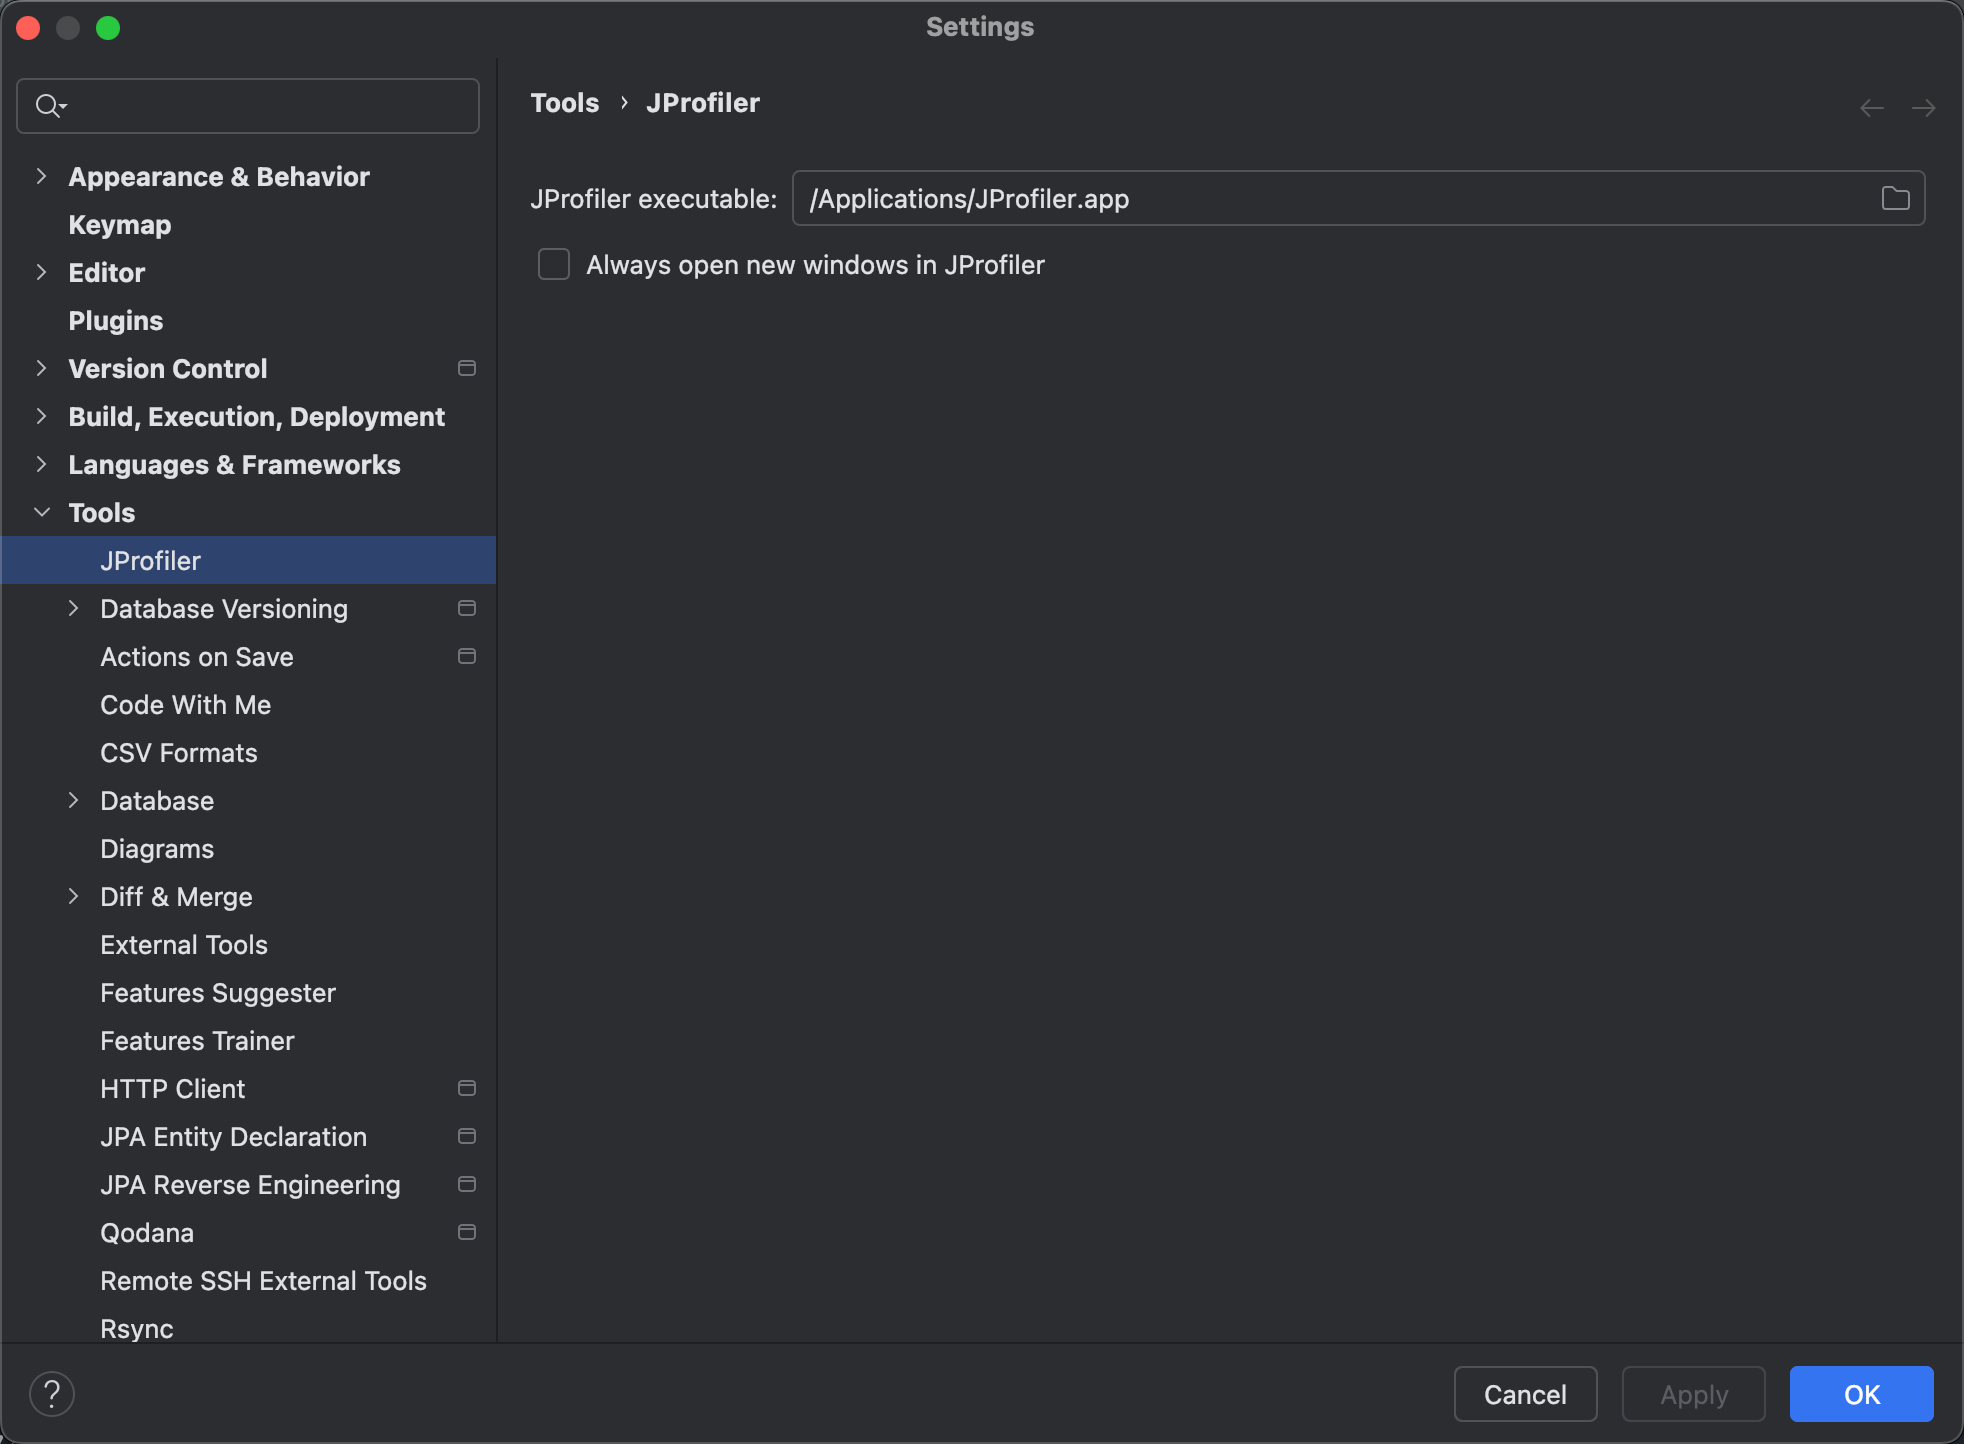 Settings
Tools › JProfiler
JProfiler executable: /Applications/JProfiler.app
Always open new windows in JProfiler
Appearance & Behavior
Keymap
Editor
Plugins
Version Control
Build, Execution, Deployment
Languages & Frameworks
Tools
JProfiler
Database Versioning
Actions on Save
Code With Me
CSV Formats
Database
Diagrams
Diff & Merge
External Tools
Features Suggester
Features Trainer
HTTP Client
JPA Entity Declaration
JPA Reverse Engineering
Qodana
Remote SSH External Tools
Rsync
?
Cancel
Apply
OK